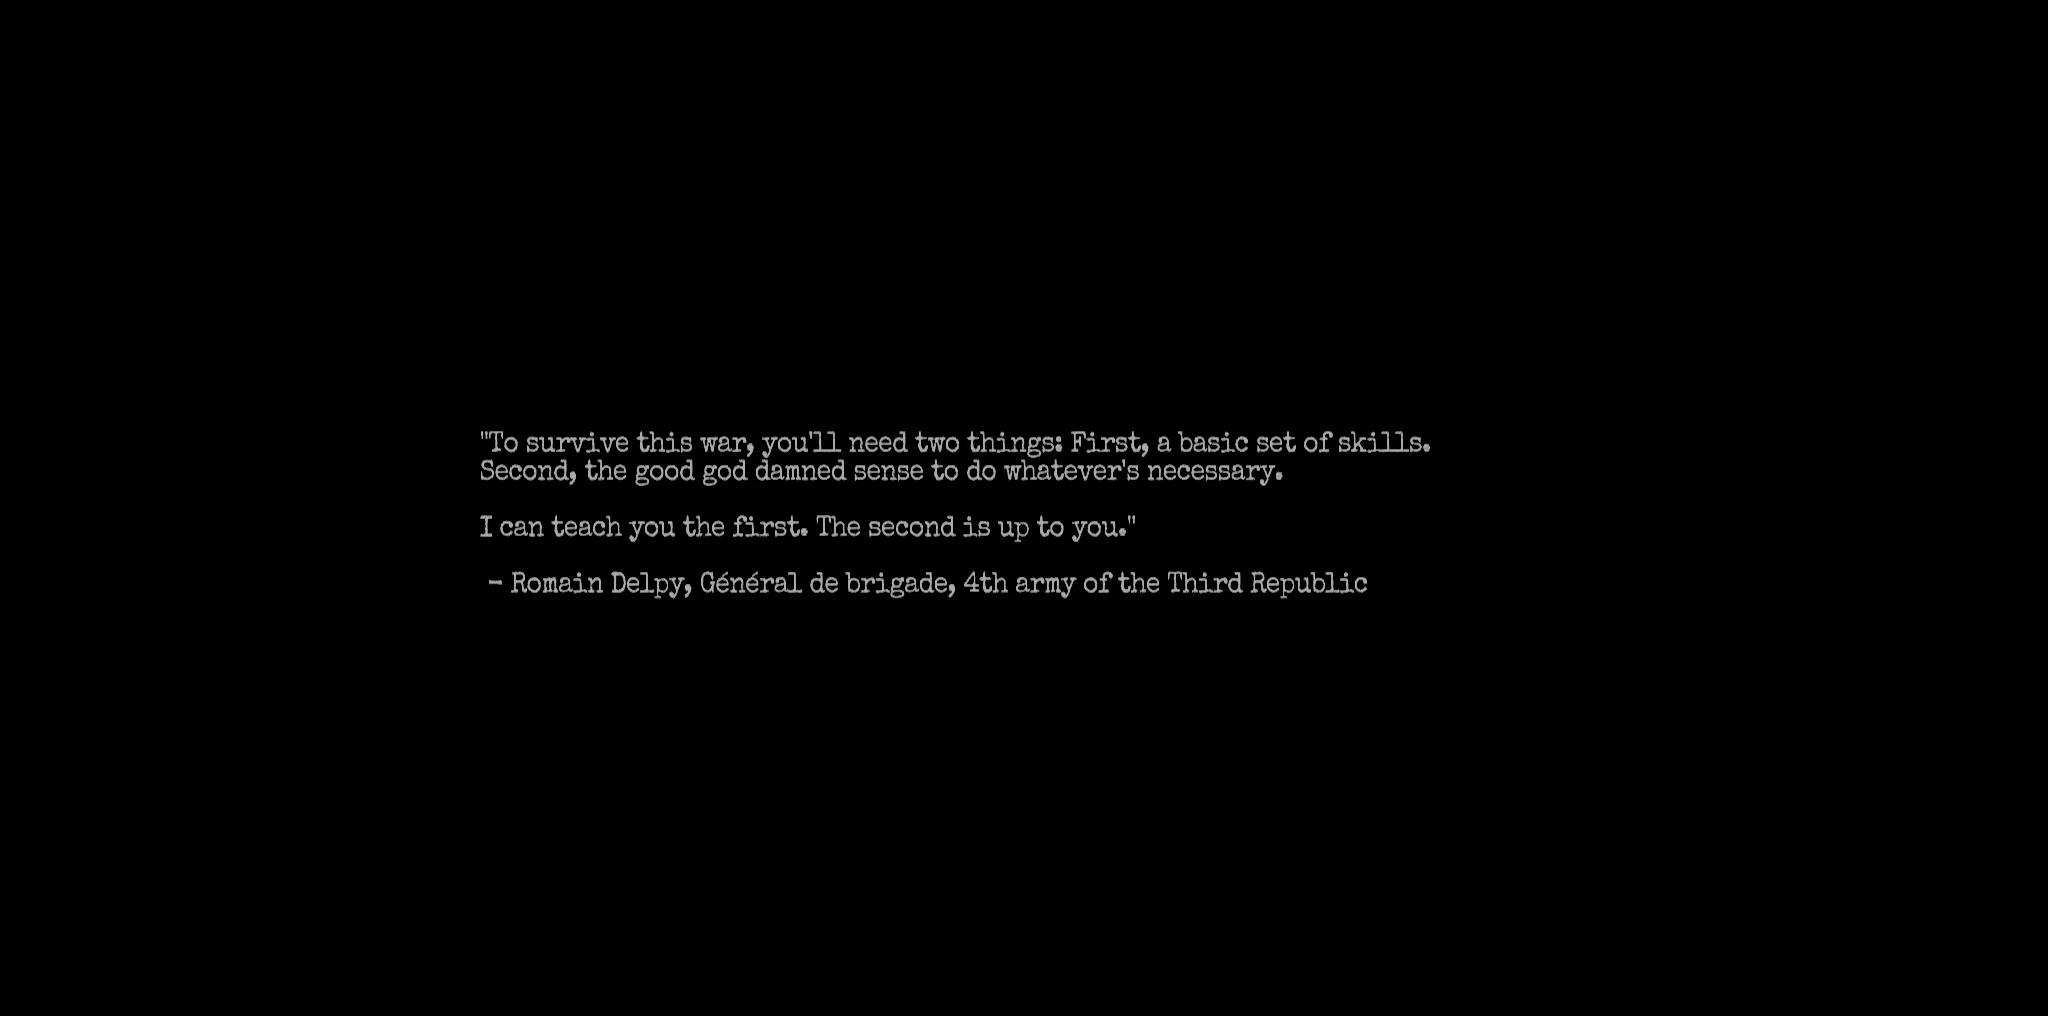 "To survive this war, you'll need two things: First, a basic set of skills.
Second, the good god damned sense to do whatever's necessary.
I can teach you the first. The second is up to you."
- Romain Delpy, Général de brigade, 4th army of the Third Republic